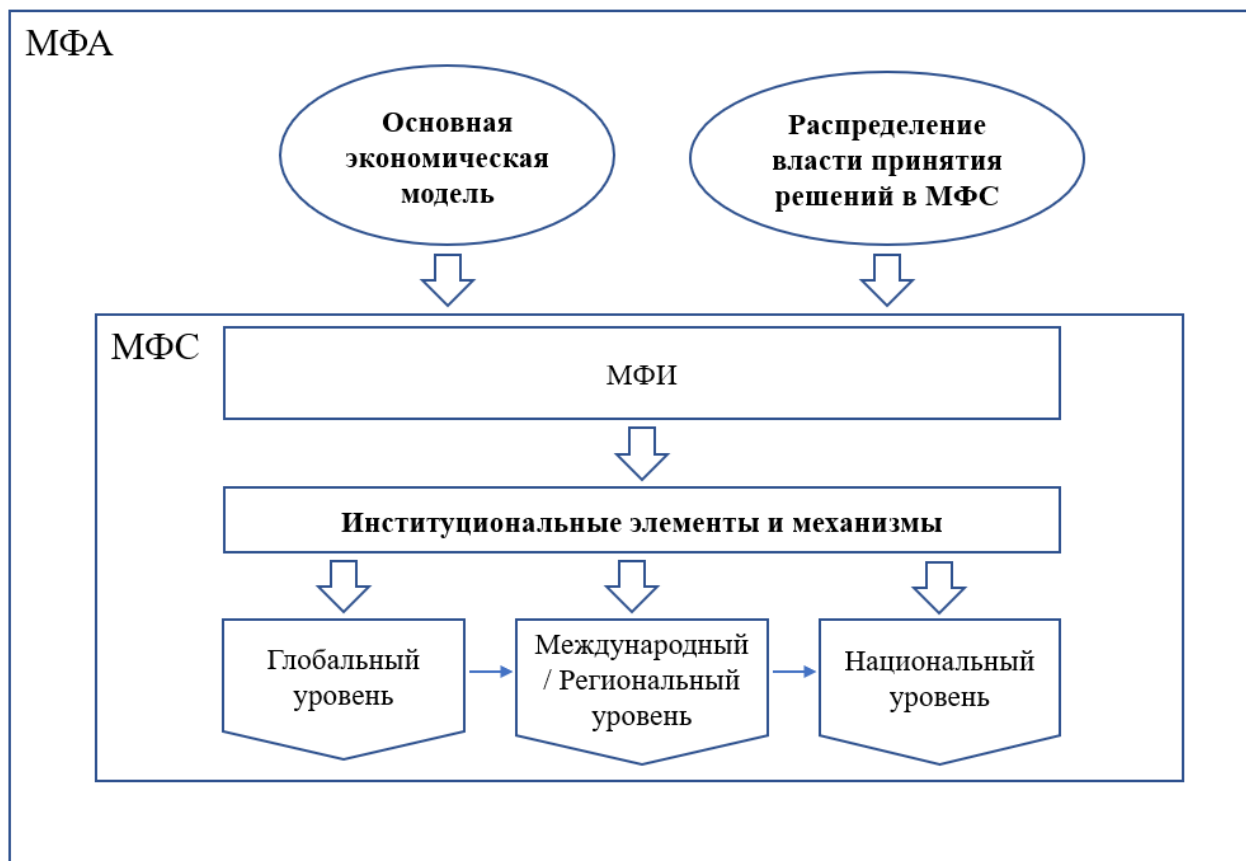 МФА
Основная
экономическая
модель
Распределение
власти принятия
решений в МФС
МФС
МФИ
Институциональные элементы и механизмы
Глобальный
уровень
Международный
/ Региональный
уровень
Национальный
уровень